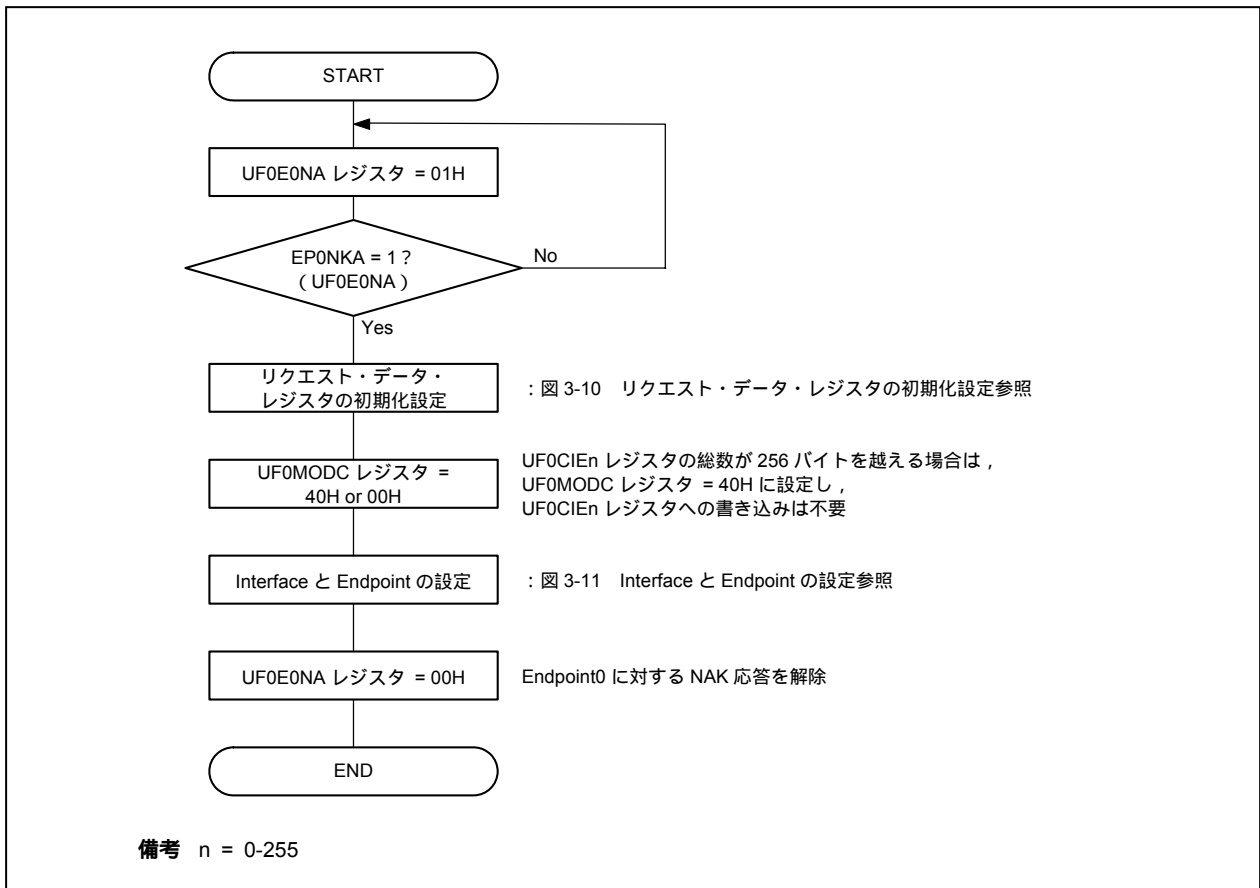 START
UF0E0NA レジスタ = 01H
EP0NKA = 1？
（UF0E0NA）
No
Yes
リクエスト・データ・
レジスタの初期化設定
：図 3-10　リクエスト・データ・レジスタの初期化設定参照
UF0MODC レジスタ =
40H or 00H
UF0CIEn レジスタの総数が 256 バイトを越える場合は，
UF0MODC レジスタ = 40H に設定し，
UF0CIEn レジスタへの書き込みは不要
Interface と Endpoint の設定
：図 3-11　Interface と Endpoint の設定参照
UF0E0NA レジスタ = 00H
Endpoint0 に対する NAK 応答を解除
END
備考 n = 0-255